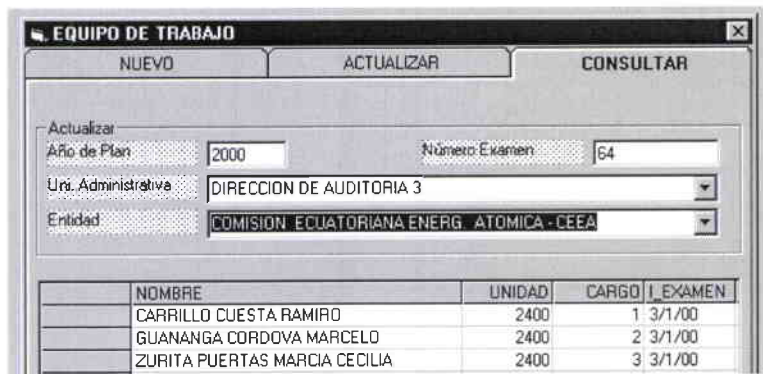 EQUIPO DE TRABAJO
NUEVO ACTUALIZAR CONSULTAR
Actualizar
Año de Plan 2000 Número Examen 64
Uni. Administrativa DIRECCION DE AUDITORIA 3
Entidad COMISION ECUATORIANA ENERG. ATOMICA - CEEA
NOMBRE UNIDAD CARGO I_EXAMEN
CARRILLO CUESTA RAMIRO 2400 1 3/1/00
GUANANGA CORDOVA MARCELO 2400 2 3/1/00
ZURITA PUERTAS MARCIA CECILIA 2400 3 3/1/00